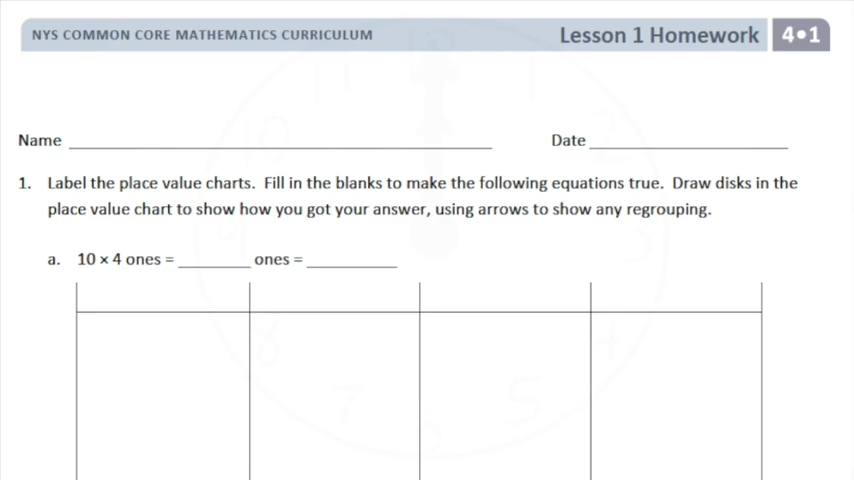 NYS COMMON CORE MATHEMATICS CURRICULUM Lesson 1 Homework 4•1
Name ____________ Date ____________
1. Label the place value charts. Fill in the blanks to make the following equations true. Draw disks in the
place value chart to show how you got your answer, using arrows to show any regrouping.
a. 10 × 4 ones = ________ ones = __________